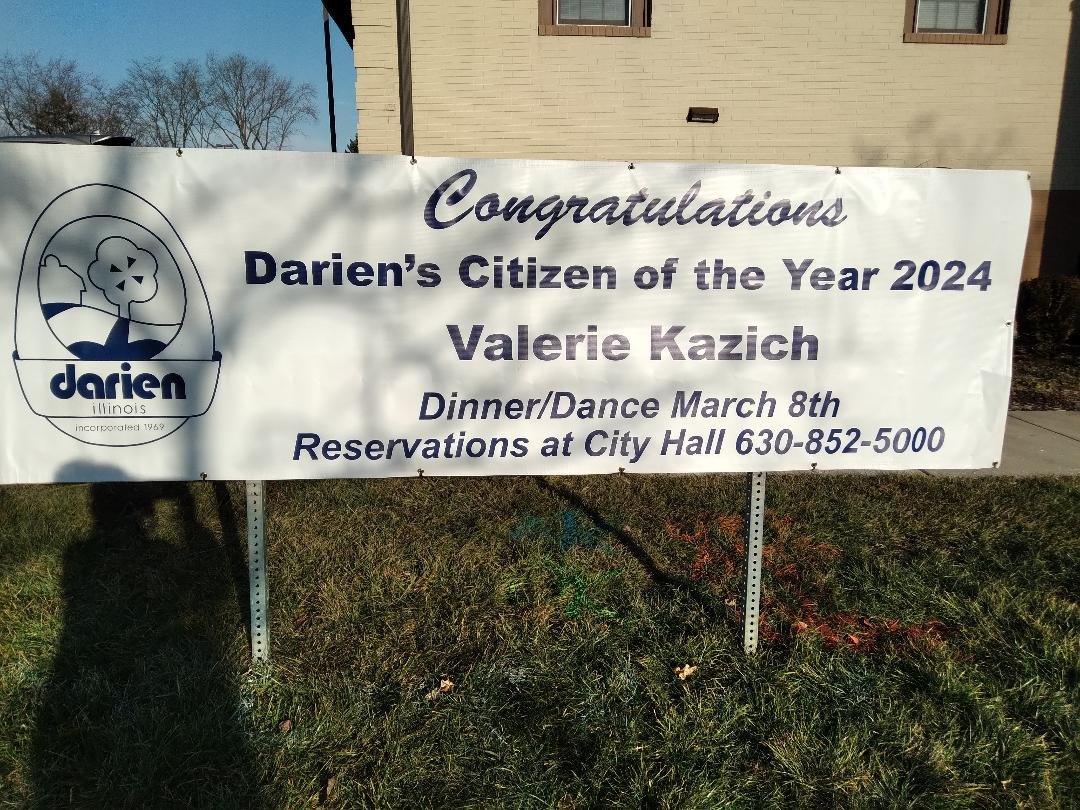 Congratulations
Darien's Citizen of the Year 2024
Valerie Kazich
Dinner/Dance March 8th
Reservations at City Hall 630-852-5000
darien
illinois
incorporated 1969